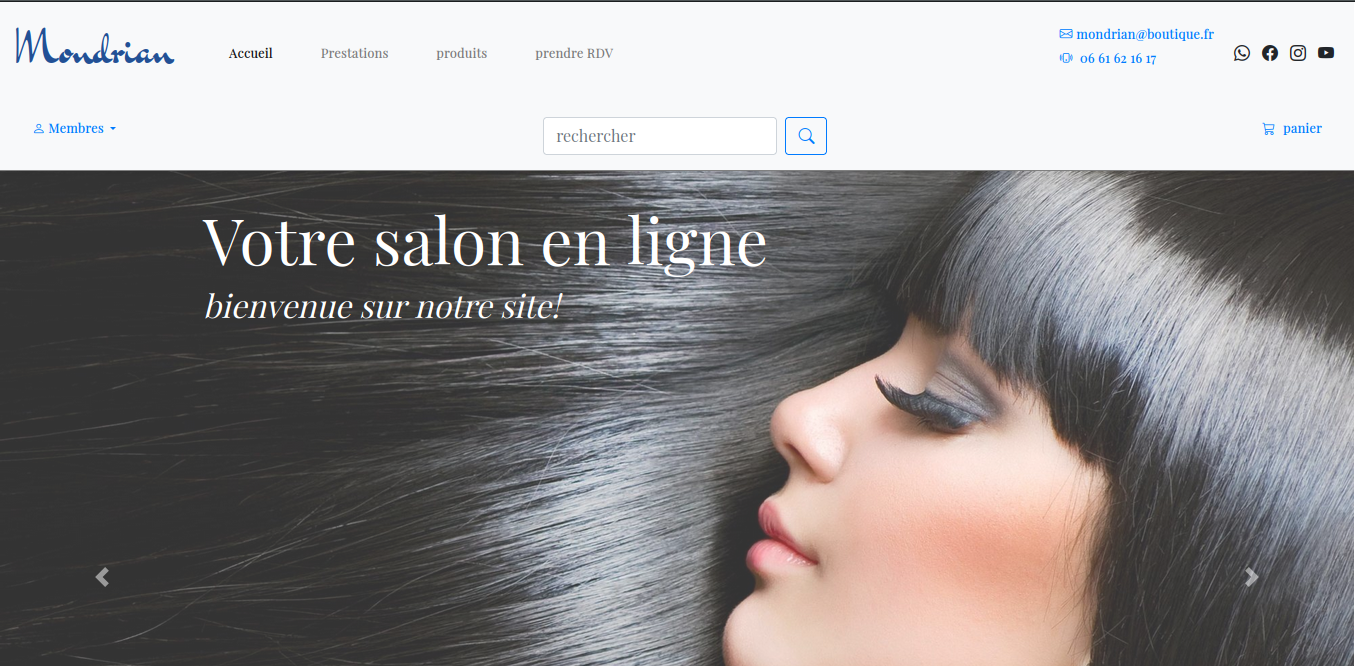 Mondrian
Accueil
Prestations
produits
prendre RDV
mondrian@boutique.fr
06 61 62 16 17
Membres
rechercher
panier
Votre salon en ligne
bienvenue sur notre site!